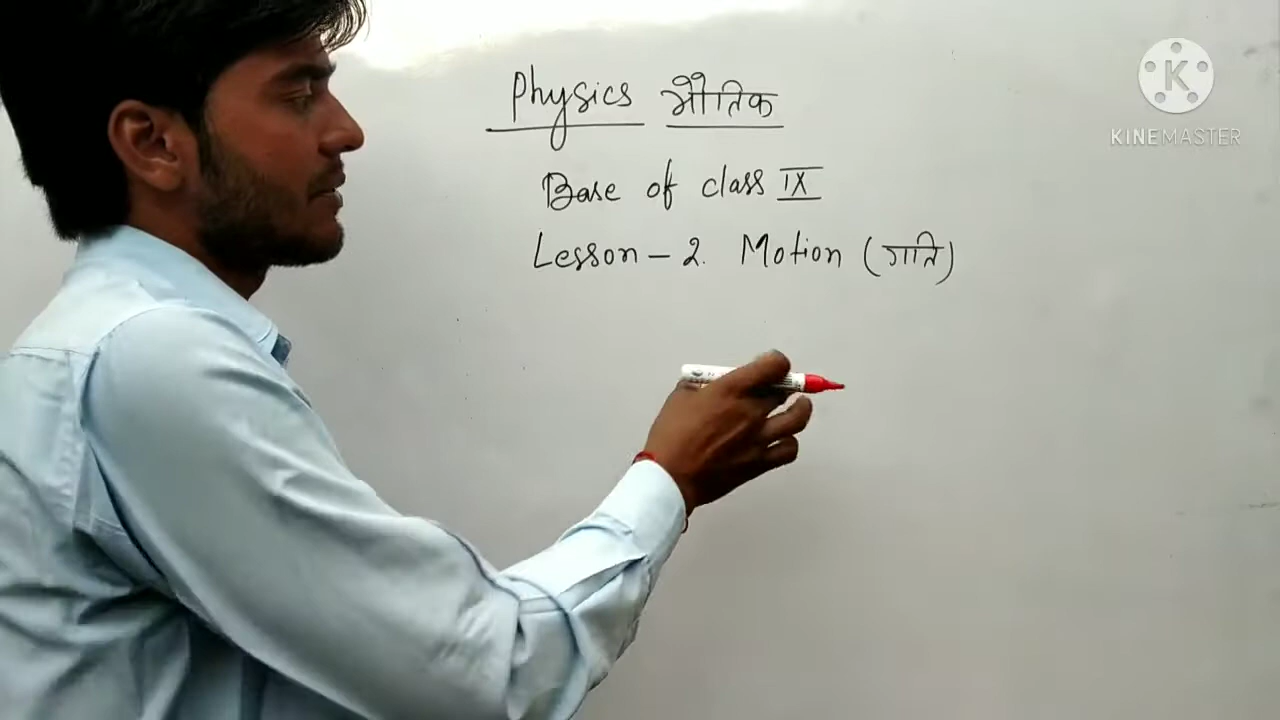 Physics भौतिक
Base of class IX
Lesson - 2. Motion (गति)
K
KINEMASTER